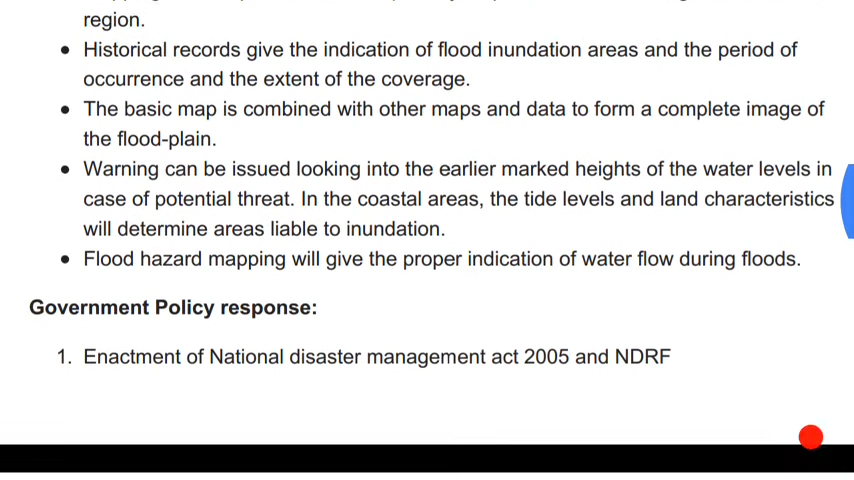 region.
• Historical records give the indication of flood inundation areas and the period of
occurrence and the extent of the coverage.
• The basic map is combined with other maps and data to form a complete image of
the flood-plain.
• Warning can be issued looking into the earlier marked heights of the water levels in
case of potential threat. In the coastal areas, the tide levels and land characteristics
will determine areas liable to inundation.
• Flood hazard mapping will give the proper indication of water flow during floods.
Government Policy response:
1. Enactment of National disaster management act 2005 and NDRF